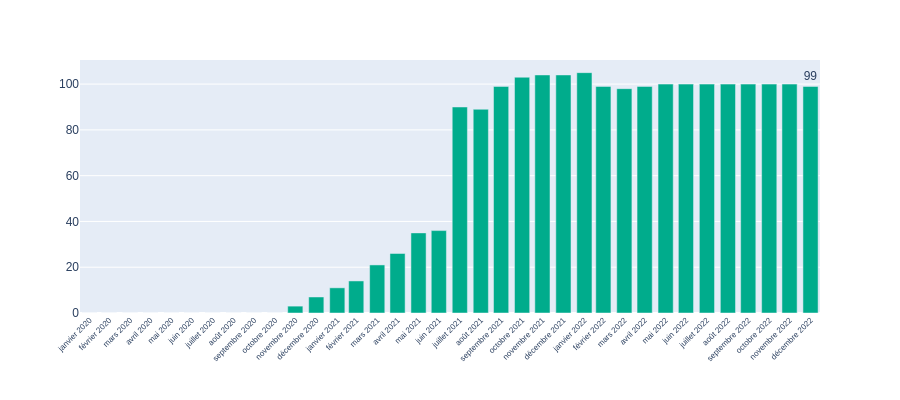 99
100
80
60
40
20
0
janvier 2020
février 2020
mars 2020
avril 2020
mai 2020
juin 2020
juillet 2020
août 2020
septembre 2020
octobre 2020
novembre 2020
décembre 2020
janvier 2021
février 2021
mars 2021
avril 2021
mai 2021
juin 2021
juillet 2021
août 2021
septembre 2021
octobre 2021
novembre 2021
décembre 2021
janvier 2022
février 2022
mars 2022
avril 2022
mai 2022
juin 2022
juillet 2022
août 2022
septembre 2022
octobre 2022
novembre 2022
décembre 2022